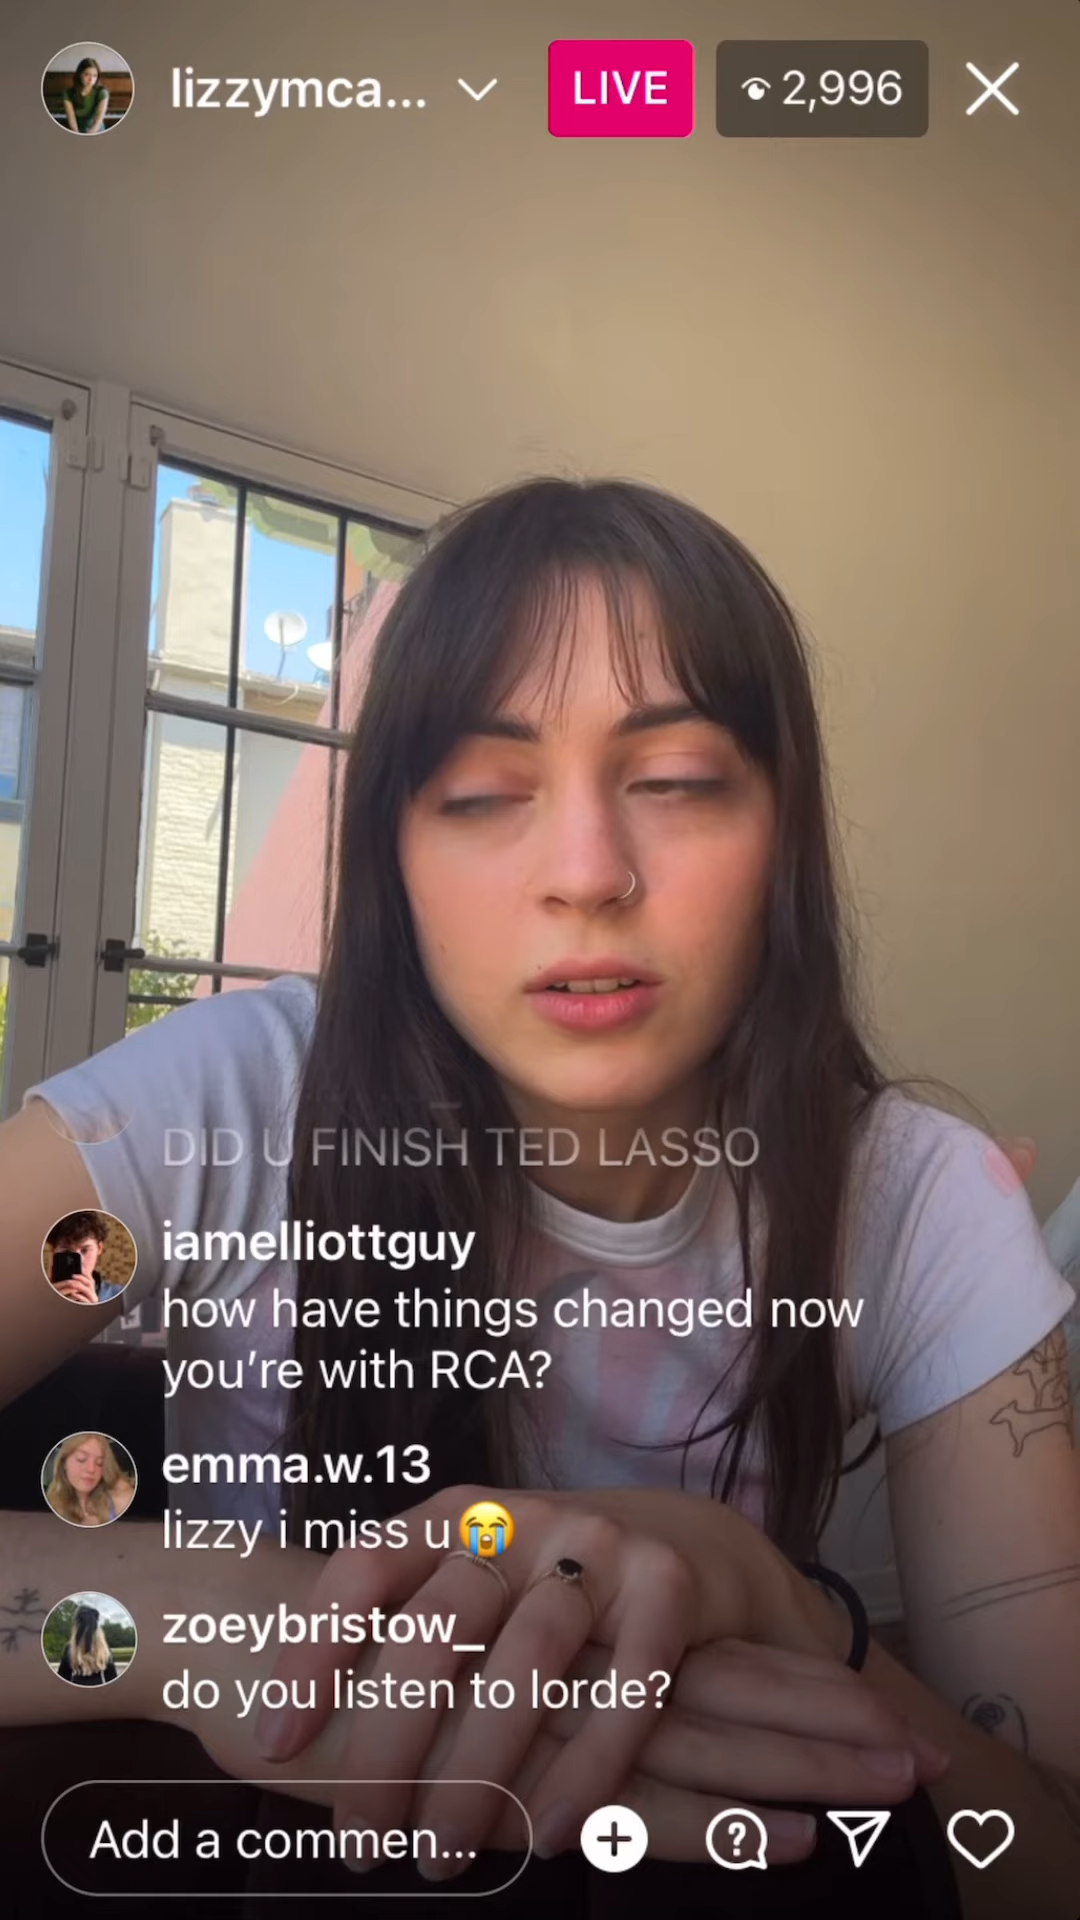 lizzymca...
LIVE
2,996
DID U FINISH TED LASSO
iamelliottguy
how have things changed now
you're with RCA?
emma.w.13
lizzy i miss u😭
zoeybristow_
do you listen to lorde?
Add a commen...